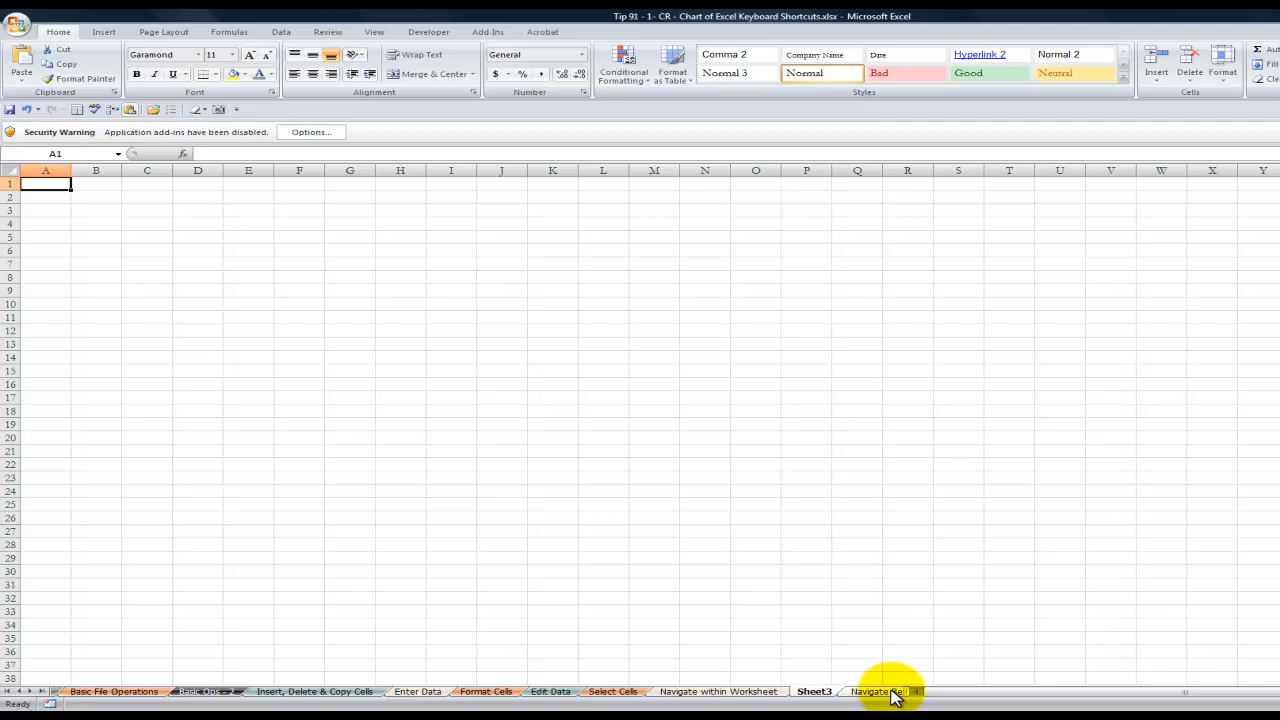 Tip 91 - 1- CR - Chart of Excel Keyboard Shortcuts.xlsx - Microsoft Excel
Home Insert Page Layout Formulas Data Review View Developer Add-Ins Acrobat
Paste Cut Copy Format Painter Clipboard
Garamond 11 B I U Font
Wrap Text Merge & Center Alignment
General $ % , Number
Conditional Formatting Format as Table
Comma 2 Company Name Date Hyperlink 2 Normal 2
Normal 3 Normal Bad Good Neutral
Styles
Insert Delete Format Cells
Security Warning Application add-ins have been disabled. Options...
A1 fx
A B C D E F G H I J K L M N O P Q R S T U V W X Y
1
2
3
4
5
6
7
8
9
10
11
12
13
14
15
16
17
18
19
20
21
22
23
24
25
26
27
28
29
30
31
32
33
34
35
36
37
38
Basic File Operations Basic Ops - 2 Insert, Delete & Copy Cells Enter Data Format Cells Edit Data Select Cells Navigate within Worksheet Sheet3 Navigate
Ready